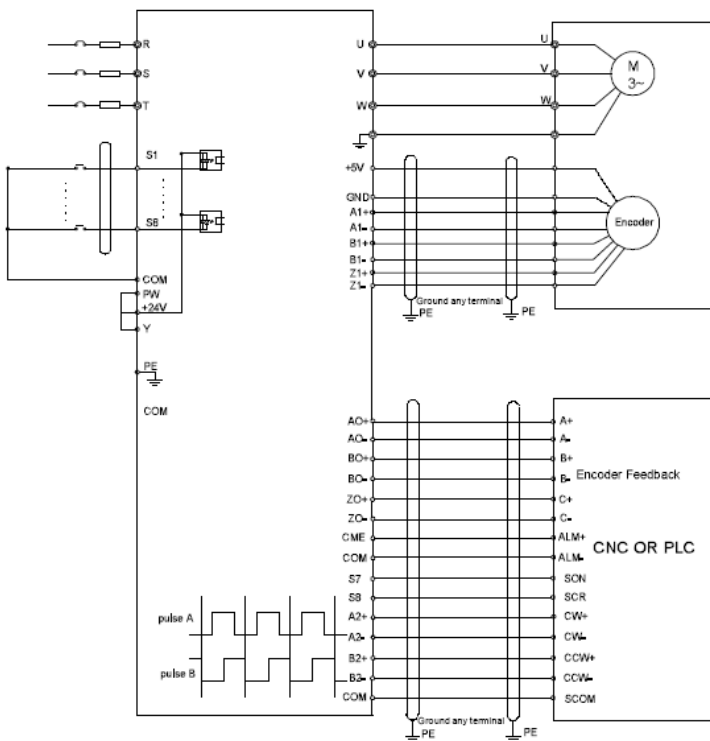 R
S
T
U
V
W
U
V
W
M
3~
S1
S8
+5V
GND
A1+
A1-
B1+
B1-
Z1+
Z1-
Encoder
COM
PW
+24V
Y
PE
COM
Ground any terminal
PE
PE
AO+
AO-
BO+
BO-
ZO+
ZO-
CME
COM
S7
S8
A2+
A2-
B2+
B2-
COM
A+
A-
B+
B-
C+
C-
ALM+
ALM-
SON
SCR
CW+
CW-
CCW+
CCW-
SCOM
Encoder Feedback
CNC OR PLC
pulse A
pulse B
Ground any terminal
PE
PE